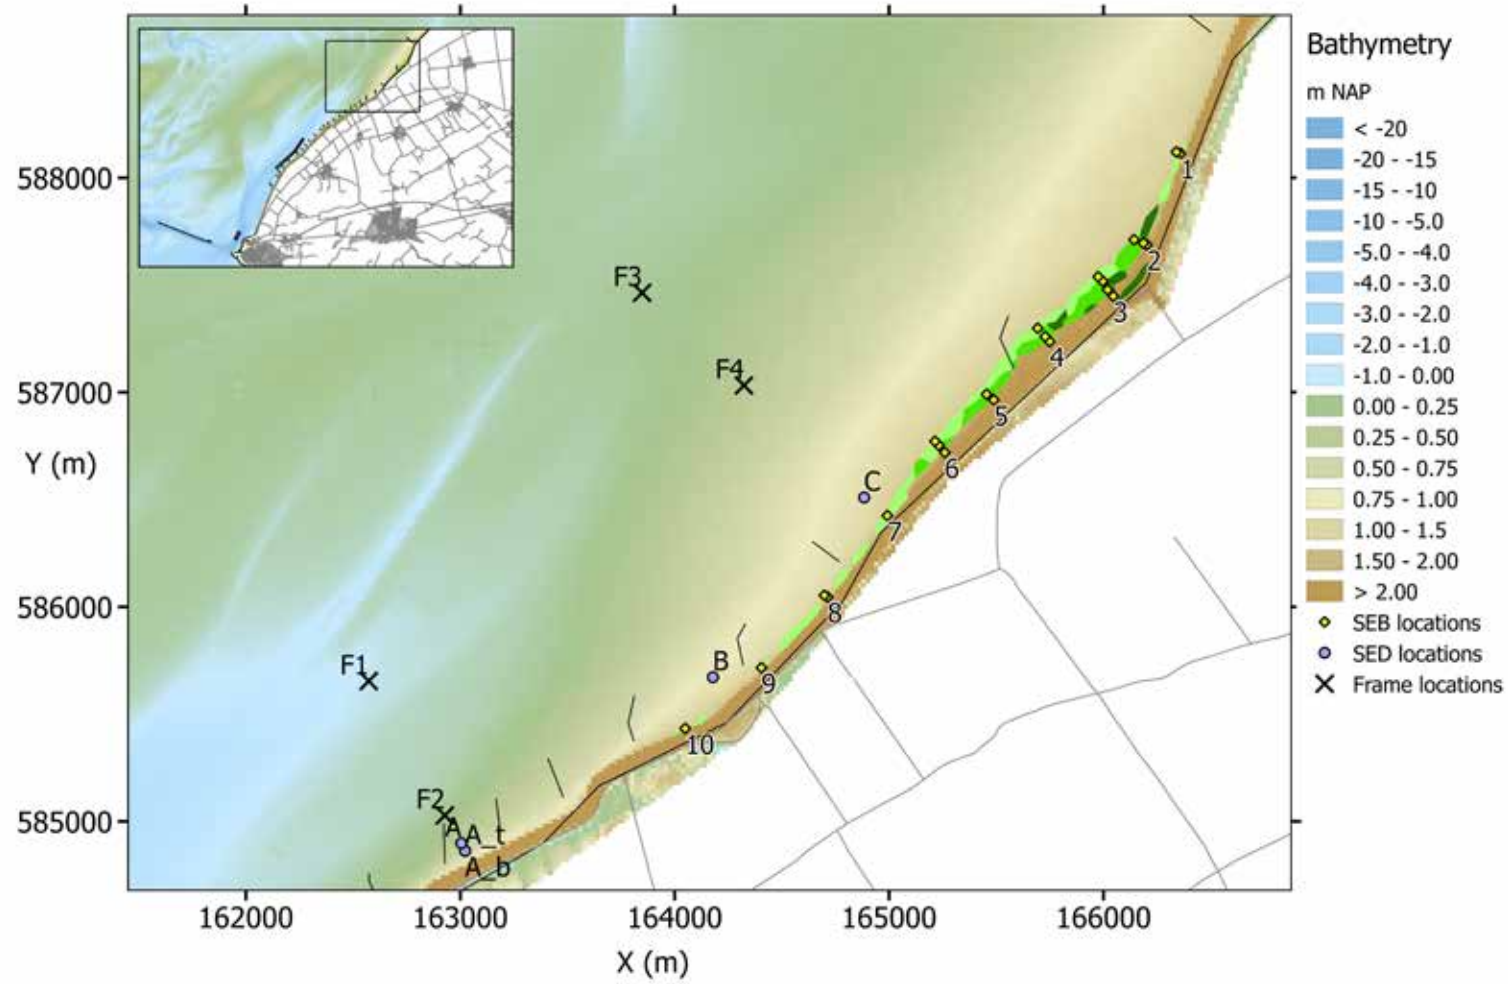 Bathymetry
m NAP
< -20
-20 - -15
-15 - -10
-10 - -5.0
-5.0 - -4.0
-4.0 - -3.0
-3.0 - -2.0
-2.0 - -1.0
-1.0 - 0.00
0.00 - 0.25
0.25 - 0.50
0.50 - 0.75
0.75 - 1.00
1.00 - 1.5
1.50 - 2.00
> 2.00
SEB locations
SED locations
Frame locations
588000
587000
Y (m)
586000
585000
1
2
F3
3
4
F4
5
6
C
7
8
F1
B
9
10
F2
A
A_t
A_b
162000
163000
164000
165000
166000
X (m)